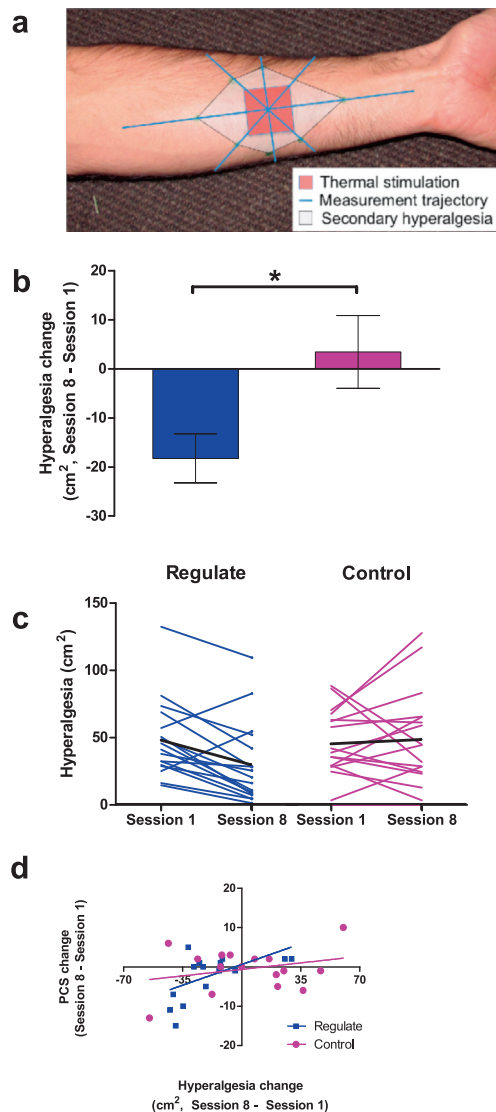 a
Thermal stimulation
Measurement trajectory
Secondary hyperalgesia
b
Hyperalgesia change
(cm², Session 8 - Session 1)
20
10
0
-10
-20
-30
*
Regulate
Control
c
Hyperalgesia (cm²)
150
100
50
0
Session 1
Session 8
Session 1
Session 8
d
PCS change
(Session 8 - Session 1)
20
10
-10
-20
-70
-35
35
70
Regulate
Control
Hyperalgesia change
(cm², Session 8 - Session 1)